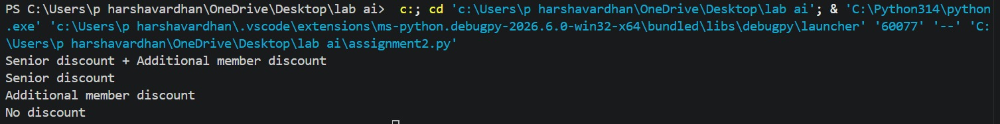 PS C:\Users\p harshavardhan\OneDrive\Desktop\lab ai>  c:; cd 'c:\Users\p harshavardhan\OneDrive\Desktop\lab ai'; & 'C:\Python314\python
.exe' 'c:\Users\p harshavardhan\.vscode\extensions\ms-python.debugpy-2026.6.0-win32-x64\bundled\libs\debugpy\launcher' '60077' '--' 'C:
\Users\p harshavardhan\OneDrive\Desktop\lab ai\assignment2.py'
Senior discount + Additional member discount
Senior discount
Additional member discount
No discount